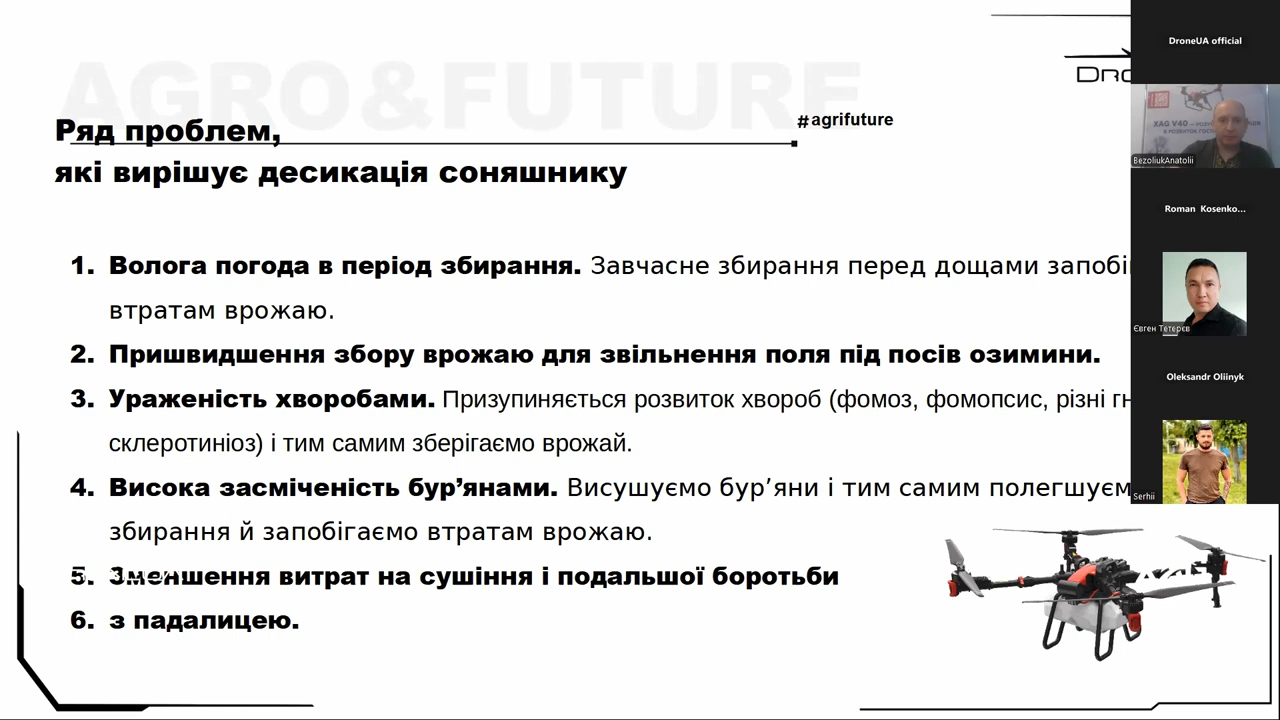 AGRO&FUTURE
Ряд проблем,
#agrifuture
які вирішує десикація соняшнику
1. Волога погода в період збирання. Завчасне збирання перед дощами
втратам врожаю.
2. Пришвидшення збору врожаю для звільнення поля під посів озимини.
3. Ураженість хворобами. Призупиняється розвиток хвороб (фомоз, фомопсис, різні
склеротиніоз) і тим самим зберігаємо врожай.
4. Висока засміченість бур’янами. Висушуємо бур’яни і тим самим
збирання й запобігаємо втратам врожаю.
5. Зменшення витрат на сушіння і подальшої боротьби
6. з падалицею.
DroneUA official
XAG V40
BezoliukAnatolii
Roman Kosenko...
Євген Тетерєв
Oleksandr Oliinyk
Serhii